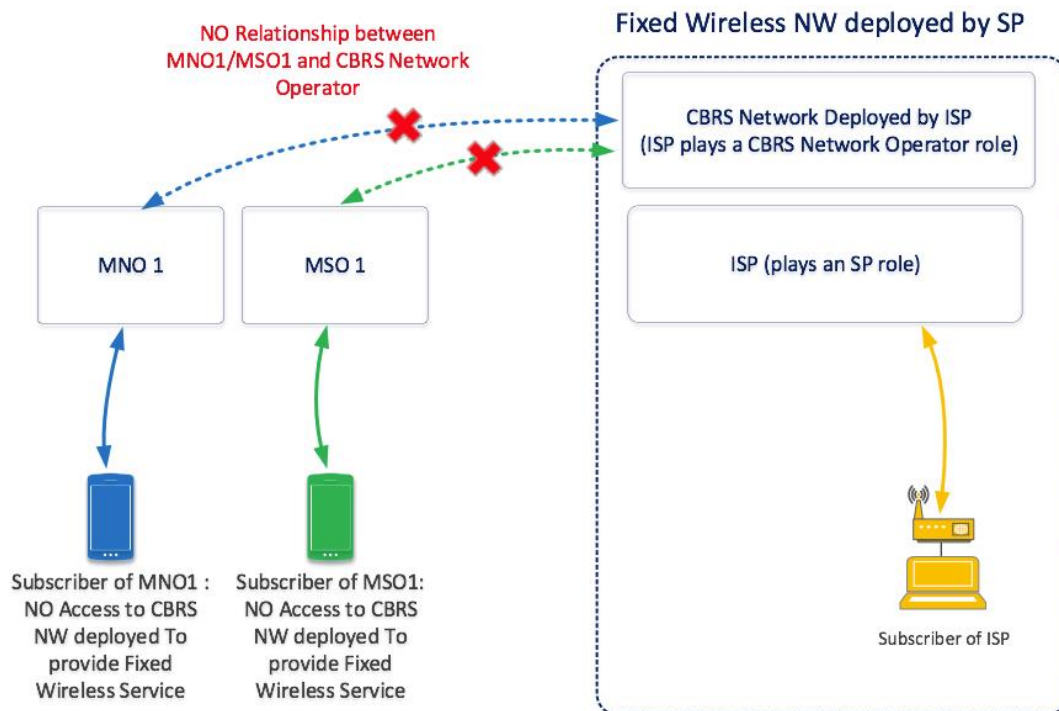 NO Relationship between
MNO1/MSO1 and CBRS Network
Operator
Fixed Wireless NW deployed by SP
CBRS Network Deployed by ISP
(ISP plays a CBRS Network Operator role)
MNO 1
MSO 1
ISP (plays an SP role)
Subscriber of MNO1 :
NO Access to CBRS
NW deployed To
provide Fixed
Wireless Service
Subscriber of MSO1:
NO Access to CBRS
NW deployed To
provide Fixed
Wireless Service
Subscriber of ISP